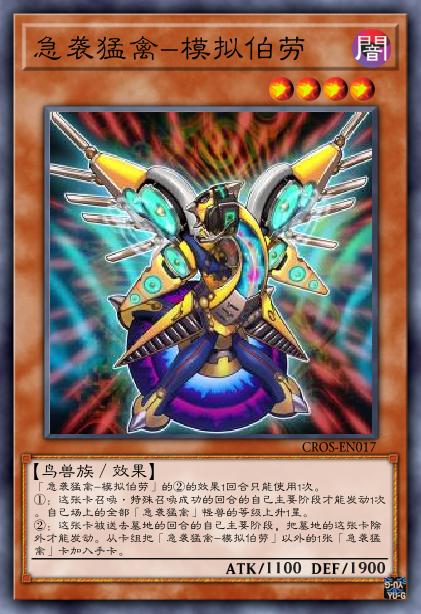 急袭猛禽-模拟伯劳
闇
CROS-EN017
【鸟兽族/效果】
「急袭猛禽-模拟伯劳」的②的效果1回合只能使用1次。
①：这张卡召唤·特殊召唤成功的回合的自己主要阶段才能发动1次
。自己场上的全部「急袭猛禽」怪兽的等级上升1星。
②：这张卡被送去墓地的回合的自己主要阶段，把墓地的这张卡除
外才能发动。从卡组把「急袭猛禽-模拟伯劳」以外的1张「急袭猛
禽」卡加入手卡。
ATK/1100 DEF/1900